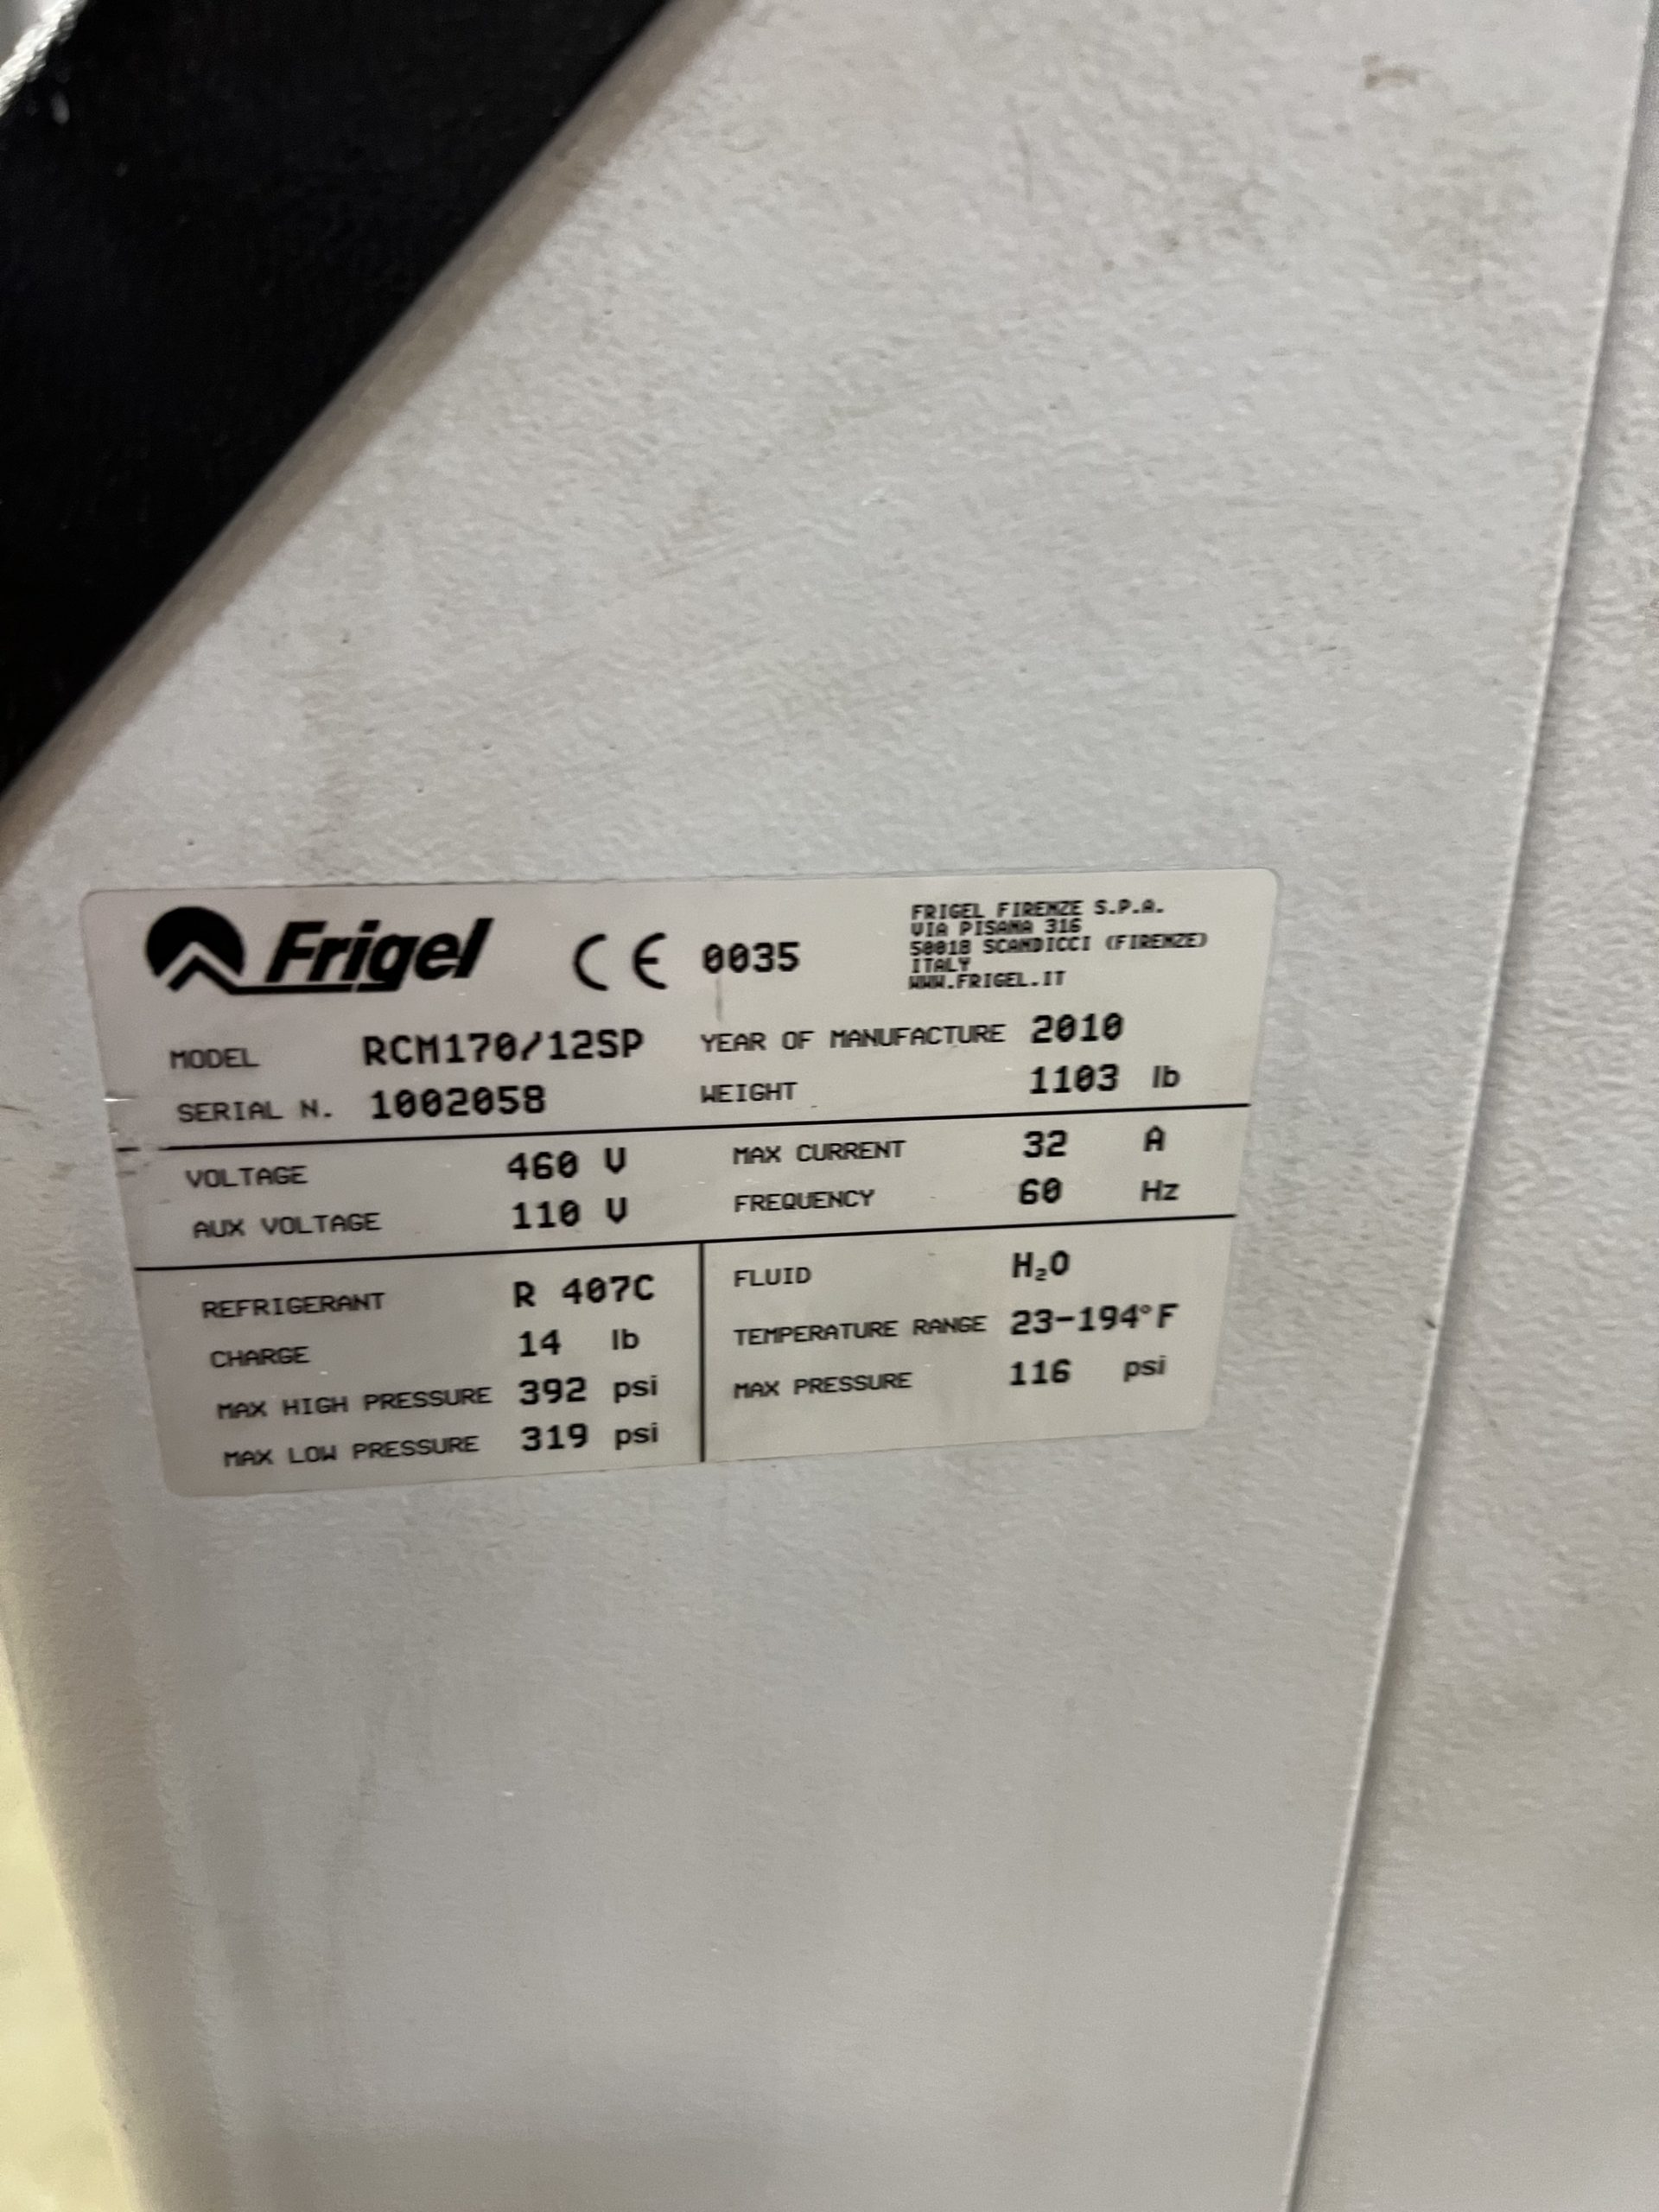 Frigel CE 0035
FRIGEL FIRENZE S.P.A.
VIA PISANA 316
50018 SCANDICCI (FIRENZE)
ITALY
WWW.FRIGEL.IT
MODEL RCM170/12SP YEAR OF MANUFACTURE 2010
SERIAL N. 1002058 WEIGHT 1103 lb
VOLTAGE 460 V MAX CURRENT 32 A
AUX VOLTAGE 110 V FREQUENCY 60 Hz
REFRIGERANT R 407C
CHARGE 14 lb
MAX HIGH PRESSURE 392 psi
MAX LOW PRESSURE 319 psi
FLUID H₂O
TEMPERATURE RANGE 23-194°F
MAX PRESSURE 116 psi